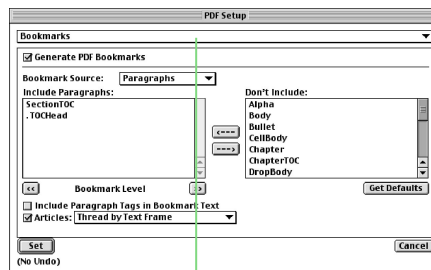 PDF Setup
Bookmarks
Generate PDF Bookmarks
Bookmark Source: Paragraphs
Include Paragraphs:
SectionTOC
.TOCHead
Don't Include:
Alpha
Body
Bullet
CellBody
Chapter
ChapterTOC
DropBody
<---
--->
<< Bookmark Level >>
Get Defaults
Include Paragraph Tags in Bookmark Text
Articles: Thread by Text Frame
Set
Cancel
(No Undo)